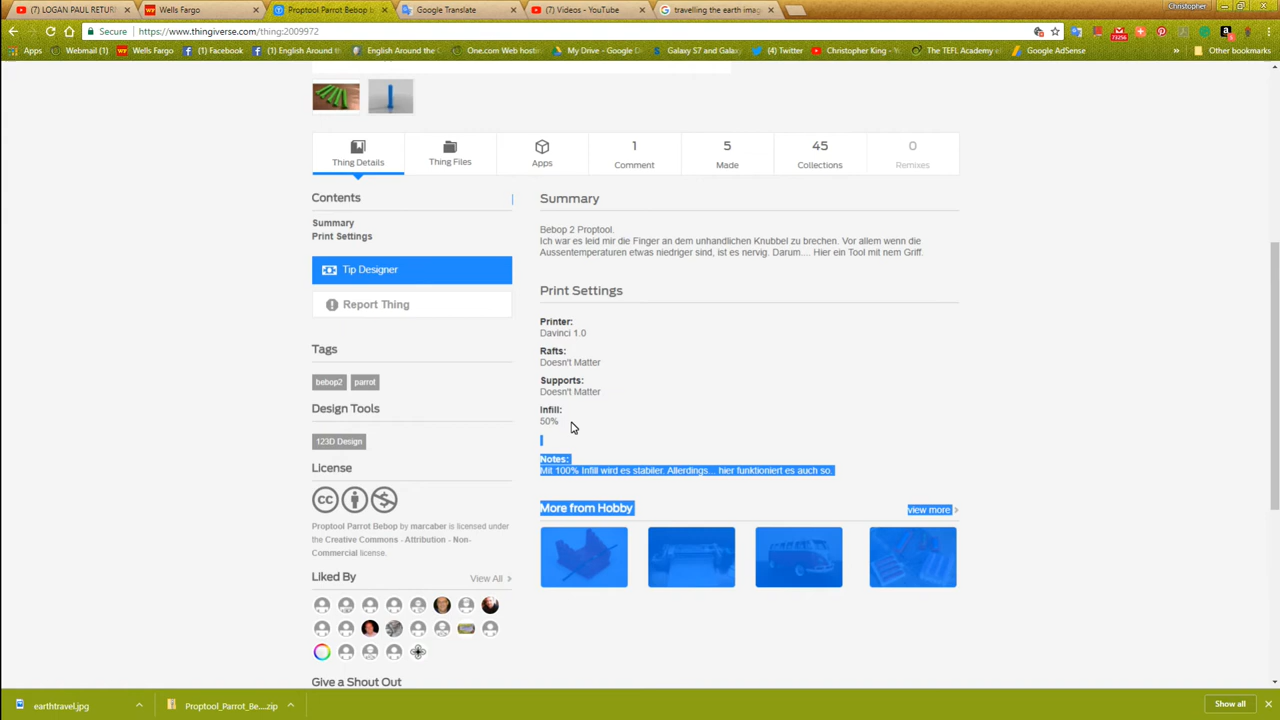 (7) LOGAN PAUL RETUR
Wells Fargo
Proptool Parrot Bebop b
Google Translate
(7) Videos - YouTube
travelling the earth imag
Christopher
Secure
https://www.thingiverse.com/thing:2009972
73256
Apps
Webmail (1)
Wells Fargo
(1) Facebook
(1) English Around the
English Around the C
One.com Web hostin
My Drive - Google D
Galaxy S7 and Galaxy
(4) Twitter
Christopher King - Yo
The TEFL Academy o
Google AdSense
»
Other bookmarks
Thing Details
Thing Files
Apps
1
Comment
5
Made
45
Collections
0
Remixes
Contents
Summary
Print Settings
Tip Designer
Report Thing
Tags
bebop2
parrot
Design Tools
123D Design
License
Proptool Parrot Bebop by marcaber is licensed under
the Creative Commons - Attribution - Non-
Commercial license.
Liked By
View All
Give a Shout Out
Summary
Bebop 2 Proptool.
Ich war es leid mir die Finger an dem unhandlichen Knubbel zu brechen. Vor allem wenn die
Aussentemperaturen etwas niedriger sind, ist es nervig. Darum.... Hier ein Tool mit nem Griff.
Print Settings
Printer:
Davinci 1.0
Rafts:
Doesn't Matter
Supports:
Doesn't Matter
Infill:
50%
Notes:
Mit 100% Infill wird es stabiler. Allerdings... hier funktioniert es auch so.
More from Hobby
view more
earthtravel.jpg
Proptool_Parrot_Be....zip
Show all